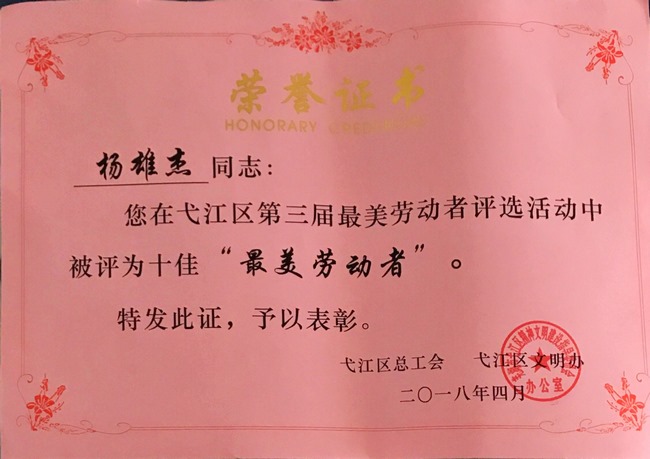 荣誉证书
HONORARY CREDENTIAL
杨雄杰同志：
您在弋江区第三届最美劳动者评选活动中
被评为十佳“最美劳动者”。
特发此证，予以表彰。
弋江区总工会 弋江区文明办
二〇一八年四月
办公室